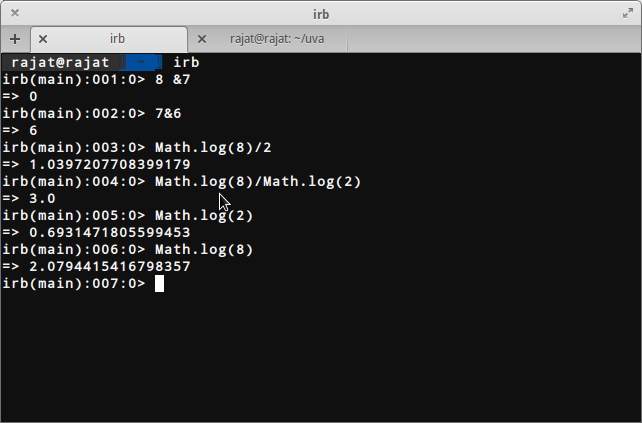 irb
irb
rajat@rajat: ~/uva
rajat@rajat ~ irb
irb(main):001:0> 8 &7
=> 0
irb(main):002:0> 7&6
=> 6
irb(main):003:0> Math.log(8)/2
=> 1.0397207708399179
irb(main):004:0> Math.log(8)/Math.log(2)
=> 3.0
irb(main):005:0> Math.log(2)
=> 0.6931471805599453
irb(main):006:0> Math.log(8)
=> 2.0794415416798357
irb(main):007:0>